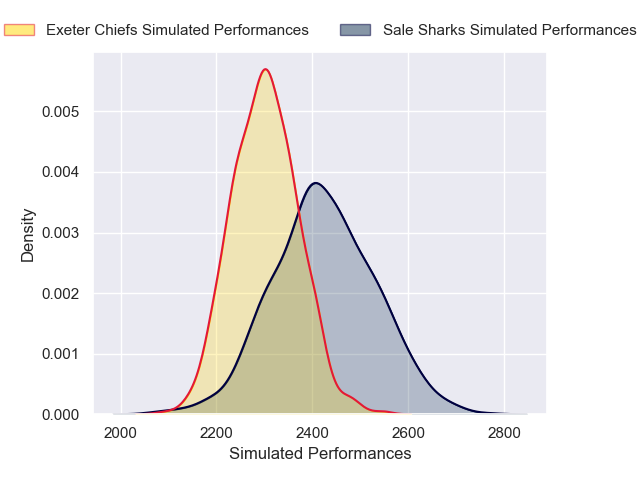 Exeter Chiefs Simulated Performances Sale Sharks Simulated Performances
0.005
0.004
0.003
0.002
0.001
0.000
Density
2000 2200 2400 2600 2800
Simulated Performances